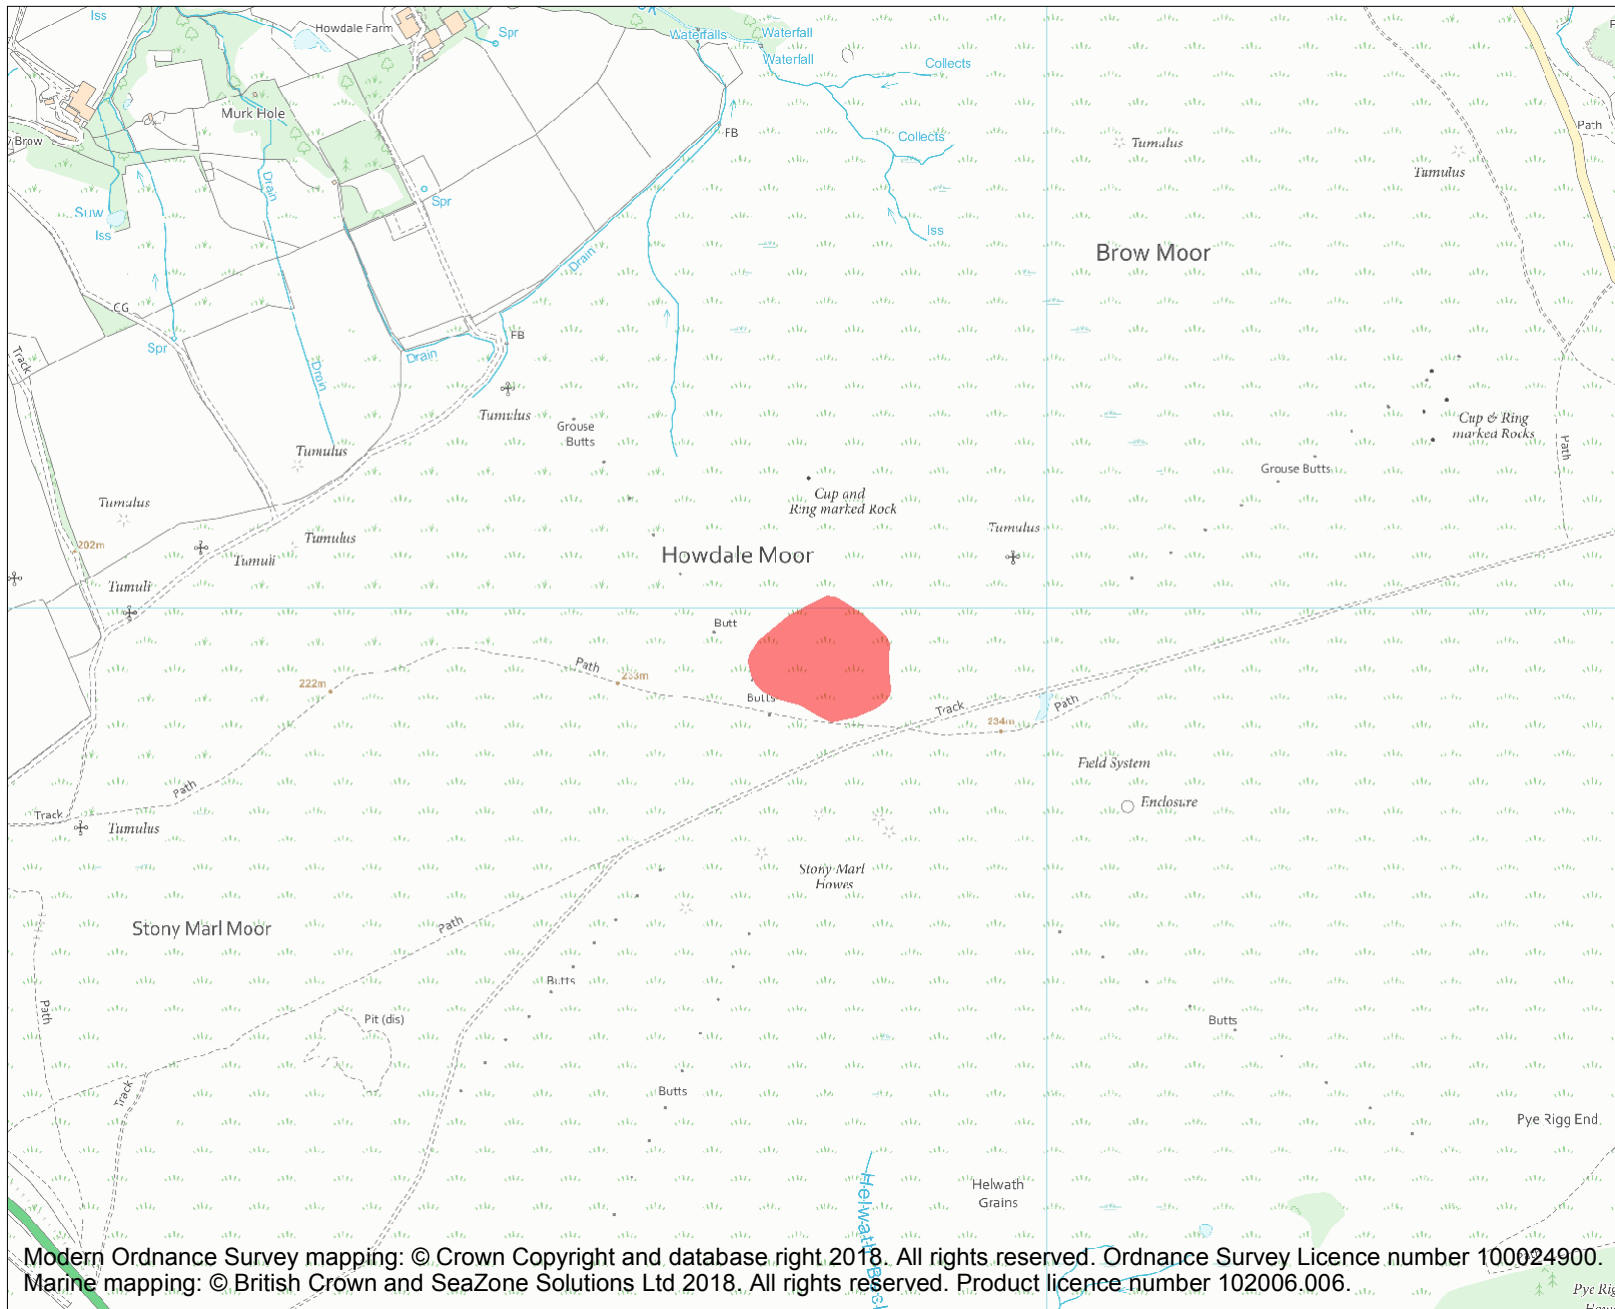 Iss
Howdale Farm
Spr
Waterfalls
Waterfall
Waterfall
Collects
Murk Hole
Path
Brow
FB
Collects
Tumulus
Tumulus
Drain
Spr
Suw
Iss
Iss
Brow Moor
Drain
CG
Spr
FB
Track
Drain
Drain
Tumulus
Grouse
Butts
Cup & Ring
marked Rocks
Path
Tumulus
Grouse Butts
Tumulus
Cup and
Ring marked Rock
Tumulus
Tumulus
202m
Howdale Moor
Tumuli
Tumuli
Butt
Path
233m
222m
Butts
Track
Path
234m
Field System
Path
Enclosure
Track
Tumulus
Stony Marl
Howes
Path
Stony Marl Moor
Butts
Path
Pit (dis)
Butts
Track
Butts
Pye Rigg End
Helwath
Grains
Helwath Beck
Path
Modern Ordnance Survey mapping: © Crown Copyright and database right 2018. All rights reserved. Ordnance Survey Licence number 100024900.
Marine mapping: © British Crown and SeaZone Solutions Ltd 2018. All rights reserved. Product licence number 102006.006.
Pye Rig